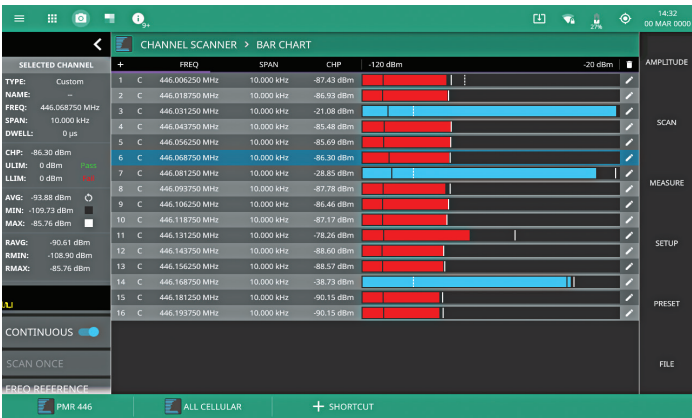 9+
27%
14:32
00 MAR 0000
CHANNEL SCANNER > BAR CHART
SELECTED CHANNEL
TYPE: Custom
NAME: --
FREQ: 446.068750 MHz
SPAN: 10.000 kHz
DWELL: 0 µs
CHP: -86.30 dBm
ULIM: 0 dBm Pass
LLIM: 0 dBm
AVG: -93.88 dBm
MIN: -109.73 dBm
MAX: -85.76 dBm
RAVG: -90.61 dBm
RMIN: -108.90 dBm
RMAX: -85.76 dBm
CONTINUOUS
SCAN ONCE
FREQ REFERENCE
+ FREQ SPAN CHP -120 dBm -20 dBm
1 C 446.006250 MHz 10.000 kHz -87.43 dBm
2 C 446.018750 MHz 10.000 kHz -86.93 dBm
3 C 446.031250 MHz 10.000 kHz -21.08 dBm
4 C 446.043750 MHz 10.000 kHz -85.48 dBm
5 C 446.056250 MHz 10.000 kHz -85.69 dBm
6 C 446.068750 MHz 10.000 kHz -86.30 dBm
7 C 446.081250 MHz 10.000 kHz -28.85 dBm
8 C 446.093750 MHz 10.000 kHz -87.78 dBm
9 C 446.106250 MHz 10.000 kHz -86.46 dBm
10 C 446.118750 MHz 10.000 kHz -87.17 dBm
11 C 446.131250 MHz 10.000 kHz -78.26 dBm
12 C 446.143750 MHz 10.000 kHz -88.60 dBm
13 C 446.156250 MHz 10.000 kHz -88.57 dBm
14 C 446.168750 MHz 10.000 kHz -38.73 dBm
15 C 446.181250 MHz 10.000 kHz -90.15 dBm
16 C 446.193750 MHz 10.000 kHz -90.15 dBm
AMPLITUDE
SCAN
MEASURE
SETUP
PRESET
FILE
PMR 446
ALL CELLULAR
+ SHORTCUT